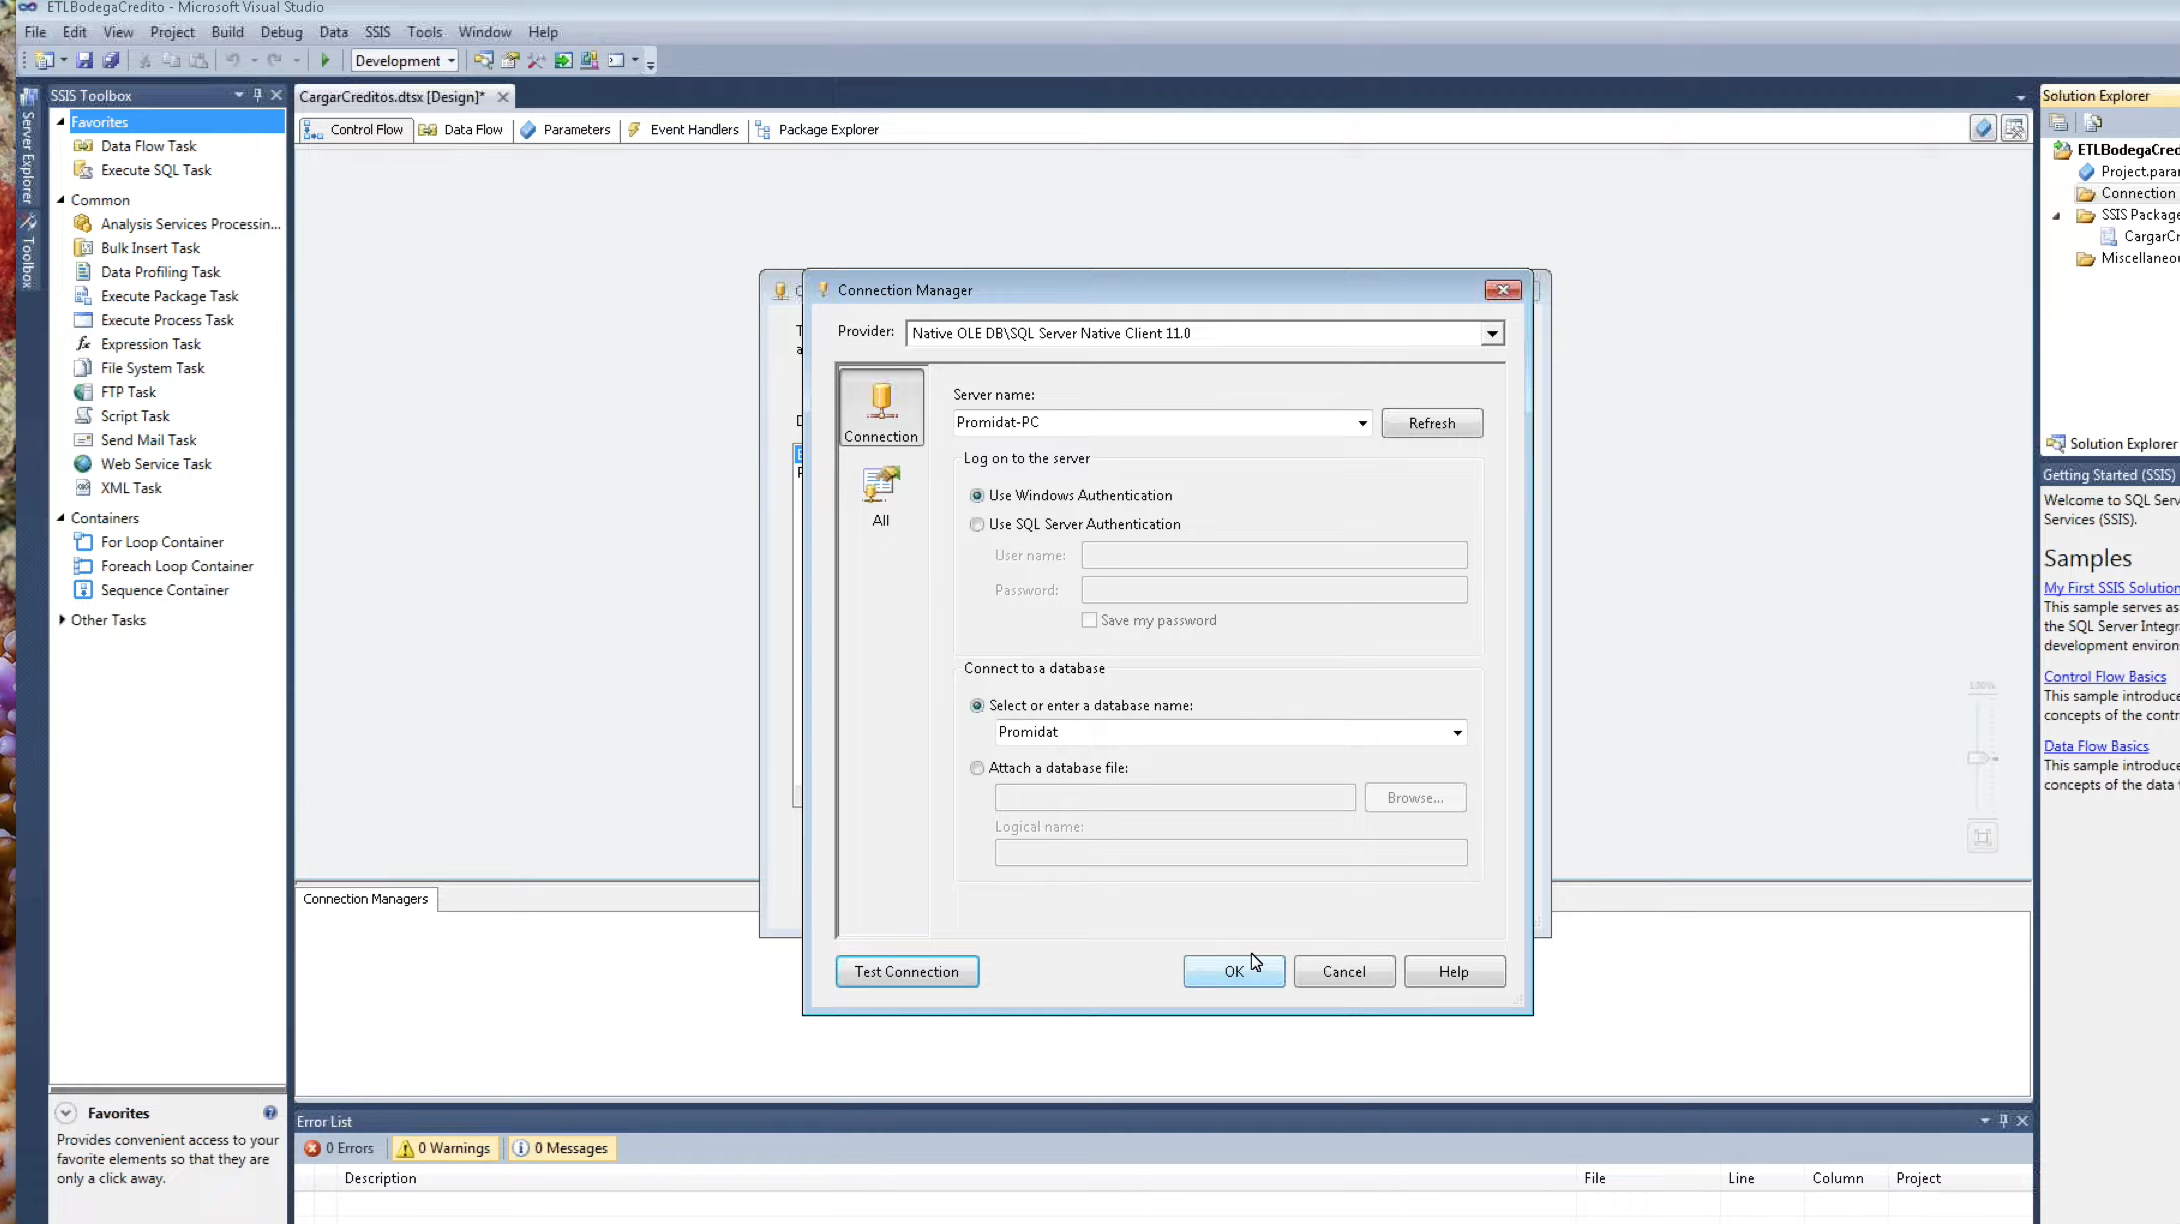 ETLBodegaCredito - Microsoft Visual Studio
File Edit View Project Build Debug Data SSIS Tools Window Help
Development
Server Explorer
Toolbox
SSIS Toolbox
Favorites
Data Flow Task
Execute SQL Task
Common
Analysis Services Processin...
Bulk Insert Task
Data Profiling Task
Execute Package Task
Execute Process Task
Expression Task
File System Task
FTP Task
Script Task
Send Mail Task
Web Service Task
XML Task
Containers
For Loop Container
Foreach Loop Container
Sequence Container
Other Tasks
Favorites
Provides convenient access to your
favorite elements so that they are
only a click away.
CargarCreditos.dtsx [Design]*
Control Flow Data Flow Parameters Event Handlers Package Explorer
Connection Manager
Provider: Native OLE DB\SQL Server Native Client 11.0
Connection
All
Server name:
Promidat-PC Refresh
Log on to the server
Use Windows Authentication
Use SQL Server Authentication
User name:
Password:
Save my password
Connect to a database
Select or enter a database name:
Promidat
Attach a database file:
Browse...
Logical name:
Test Connection OK Cancel Help
100%
Connection Managers
Error List
0 Errors 0 Warnings 0 Messages
Description File Line Column Project
Solution Explorer
ETLBodegaCred
Project.para
Connection
SSIS Package
CargarCr
Miscellaneou
Solution Explorer
Getting Started (SSIS)
Welcome to SQL Serv
Services (SSIS).
Samples
My First SSIS Solution
This sample serves as
the SQL Server Integra
development environ
Control Flow Basics
This sample introduce
concepts of the contr
Data Flow Basics
This sample introduce
concepts of the data